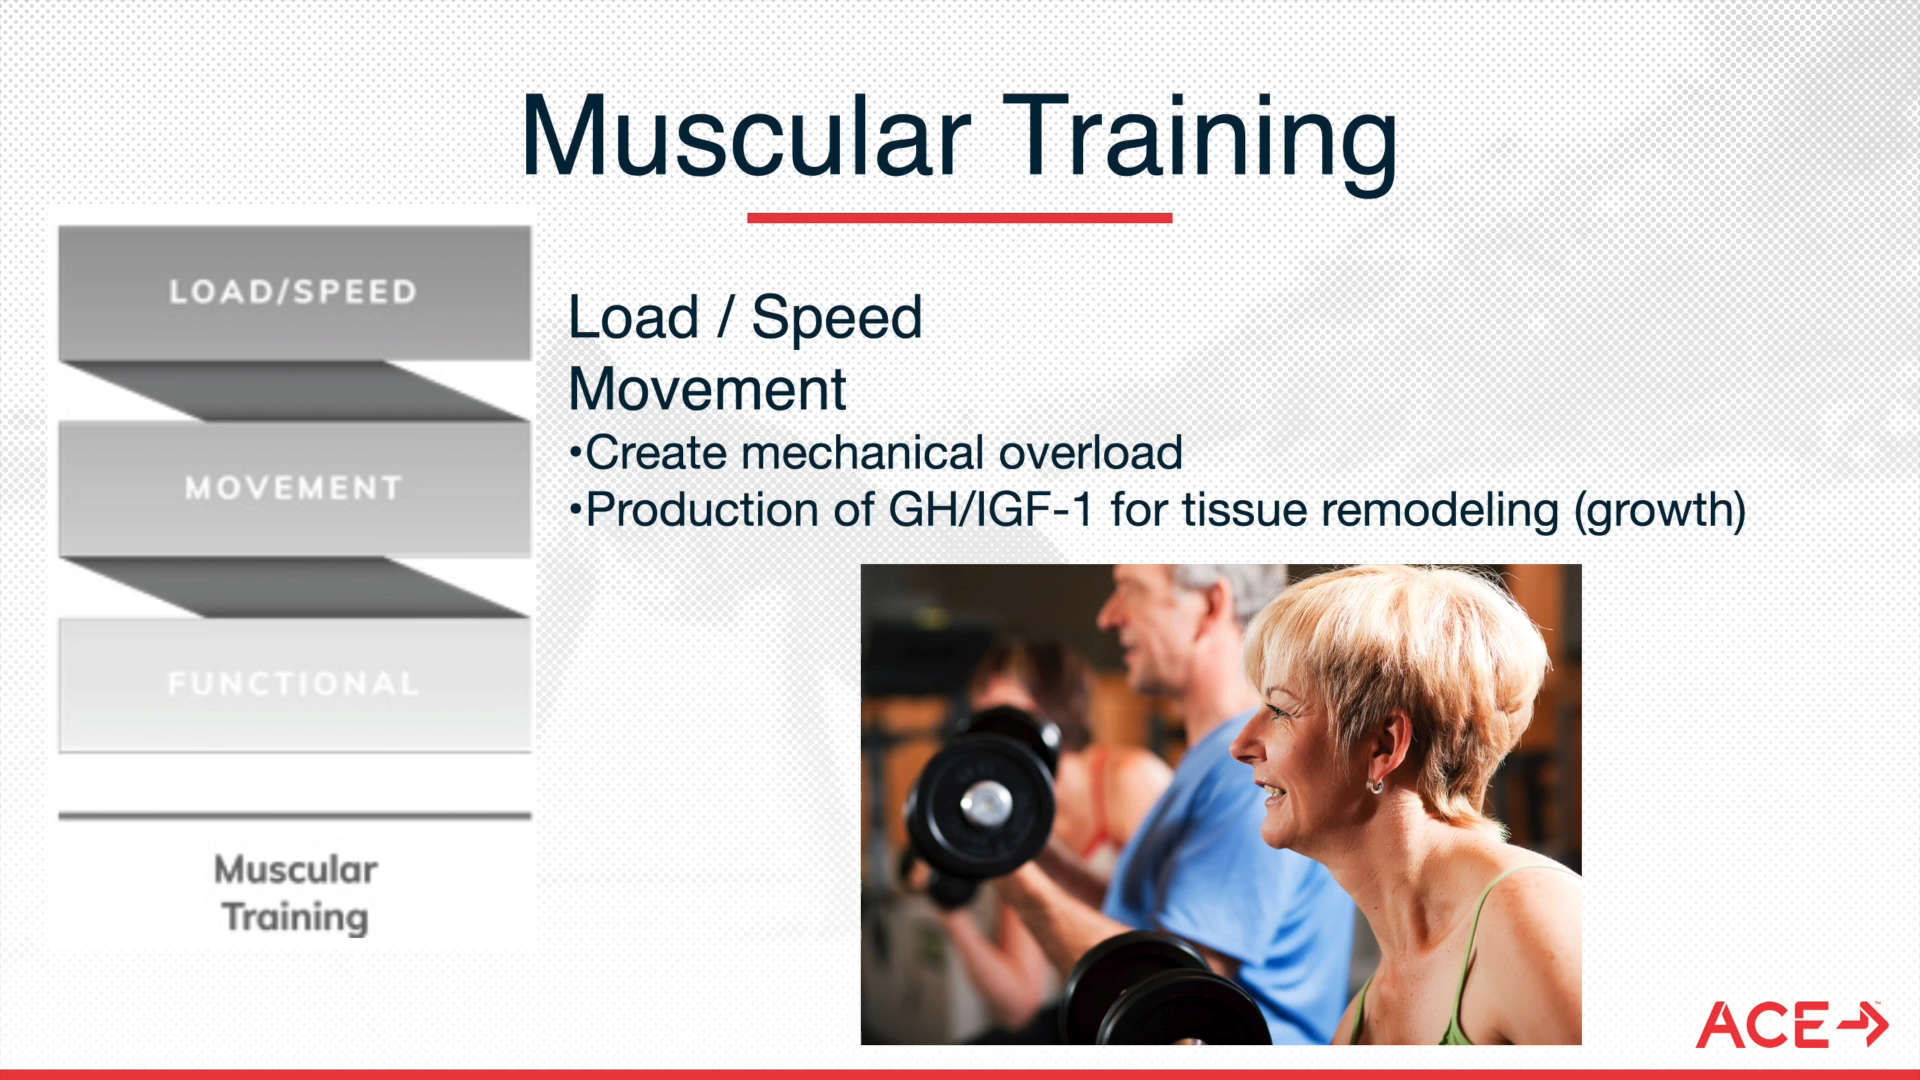 Muscular Training
LOAD/SPEED
MOVEMENT
FUNCTIONAL
Muscular
Training
Load / Speed
Movement
•Create mechanical overload
•Production of GH/IGF-1 for tissue remodeling (growth)
ACE